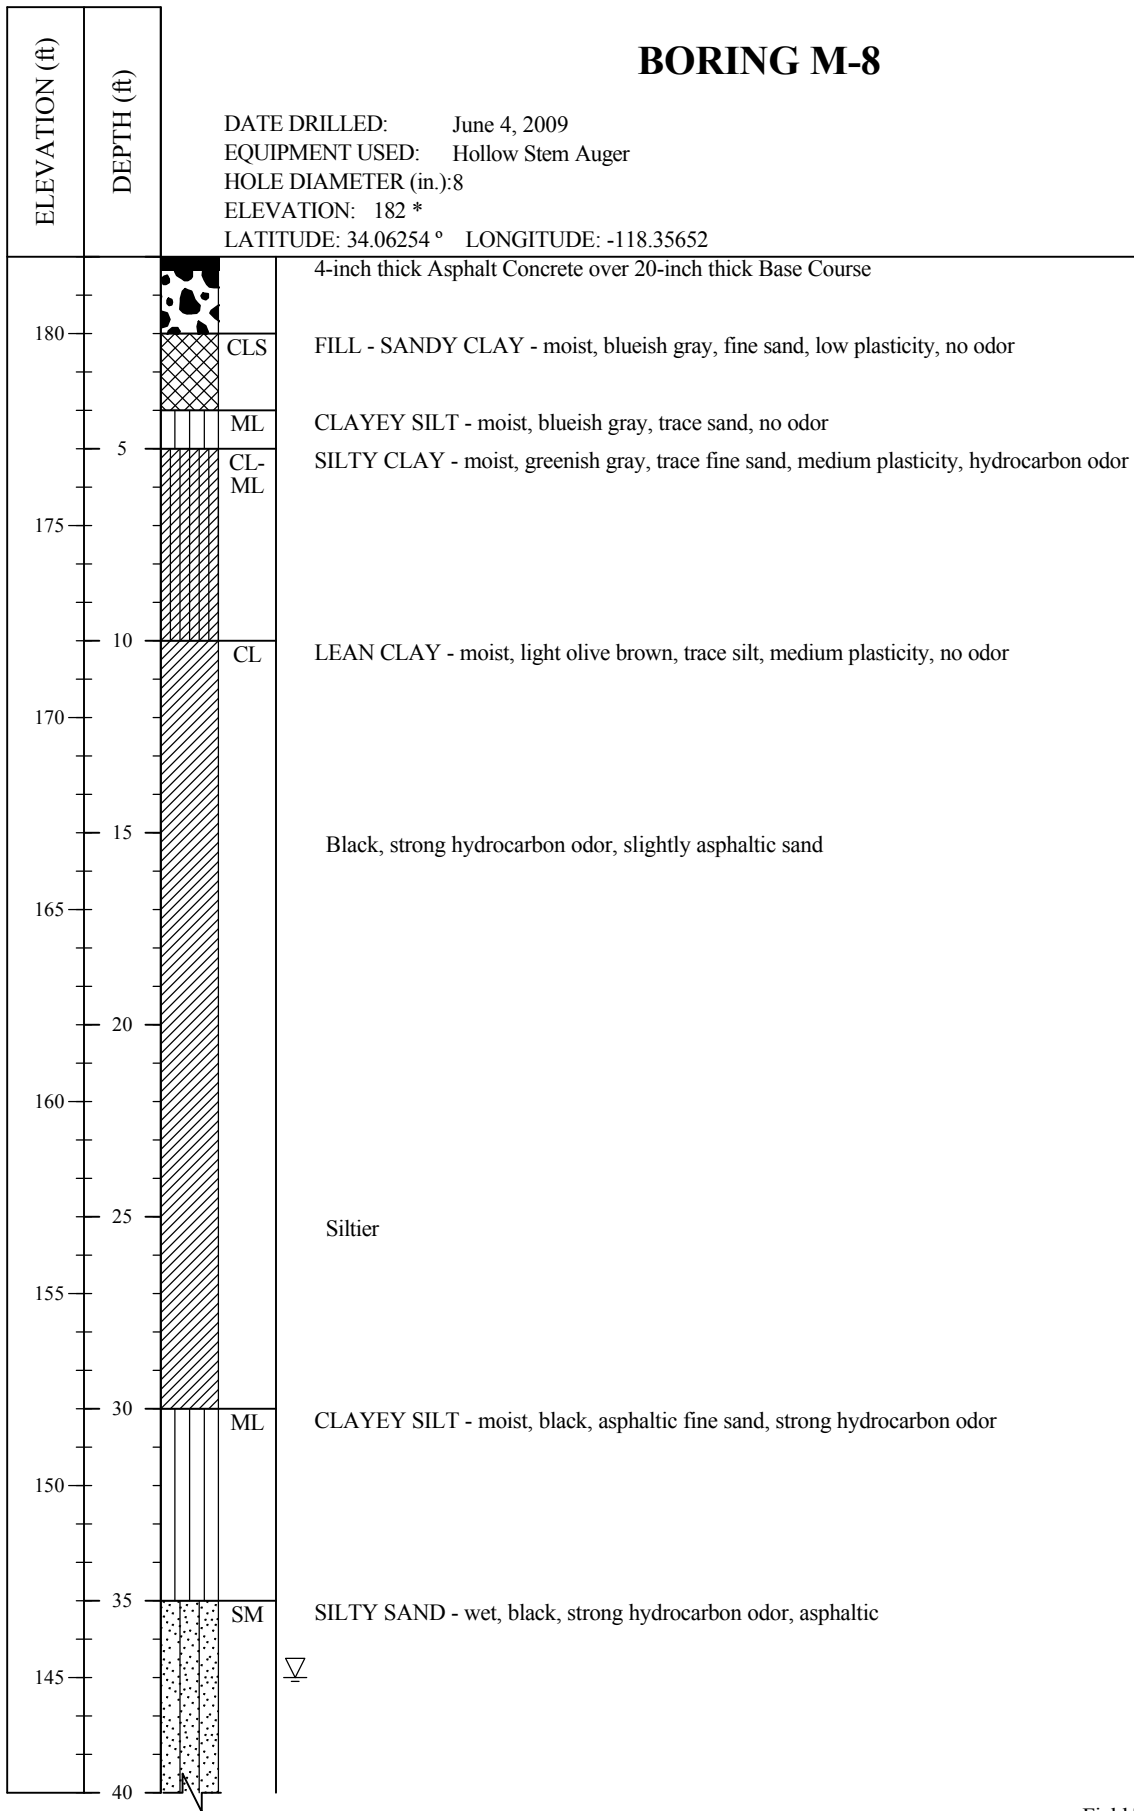 ELEVATION (ft)
DEPTH (ft)
BORING M-8
DATE DRILLED: June 4, 2009
EQUIPMENT USED: Hollow Stem Auger
HOLE DIAMETER (in.):8
ELEVATION: 182 *
LATITUDE: 34.06254 º LONGITUDE: -118.35652
4-inch thick Asphalt Concrete over 20-inch thick Base Course
180
CLS FILL - SANDY CLAY - moist, blueish gray, fine sand, low plasticity, no odor
ML CLAYEY SILT - moist, blueish gray, trace sand, no odor
5
CL-
ML
SILTY CLAY - moist, greenish gray, trace fine sand, medium plasticity, hydrocarbon odor
175
10
CL LEAN CLAY - moist, light olive brown, trace silt, medium plasticity, no odor
170
15
Black, strong hydrocarbon odor, slightly asphaltic sand
165
20
160
25
Siltier
155
30
ML CLAYEY SILT - moist, black, asphaltic fine sand, strong hydrocarbon odor
150
35
SM SILTY SAND - wet, black, strong hydrocarbon odor, asphaltic
145
40